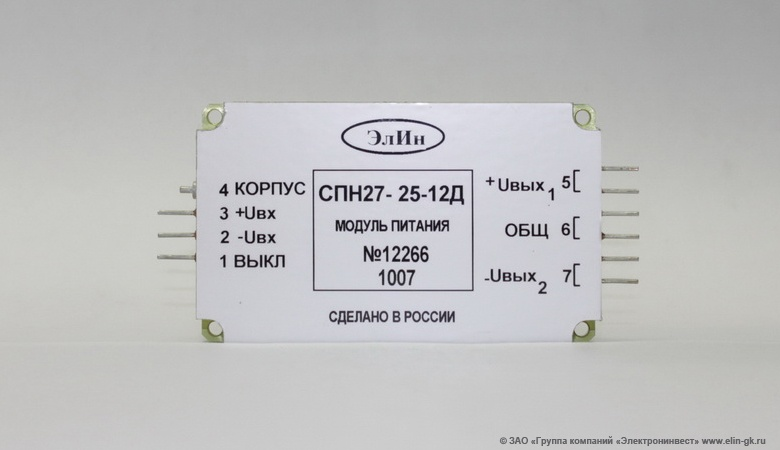 ЭлИн
4 КОРПУС
3 +Uвх
2 -Uвх
1 ВЫКЛ
СПН27- 25-12Д
МОДУЛЬ ПИТАНИЯ
№12266
1007
+Uвых1 5
ОБЩ 6
-Uвых2 7
СДЕЛАНО В РОССИИ
© ЗАО «Группа компаний «Электронинвест» www.elin-gk.ru